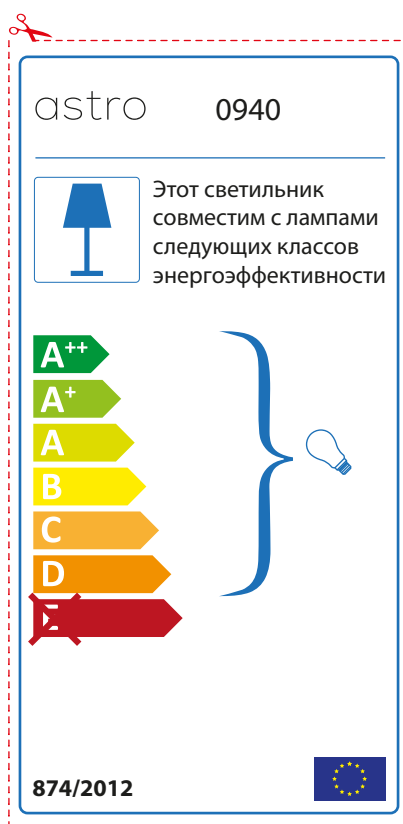 astro 0940
Этот светильник
совместим с лампами
следующих классов
энергоэффективности
A++
A+
A
B
C
D
E
874/2012